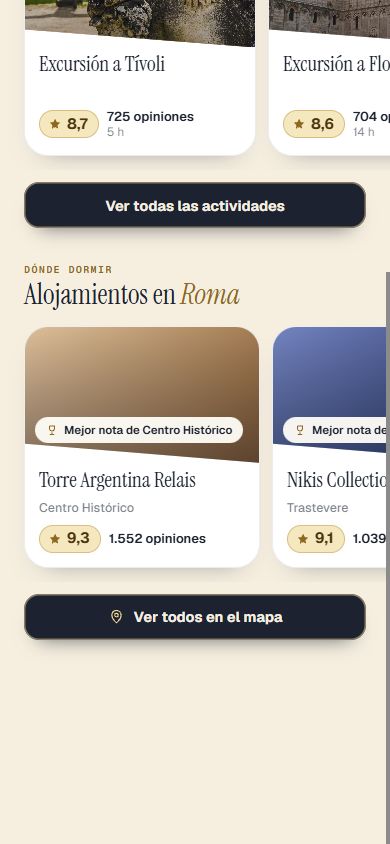 Excursión a Tívoli
8,7
725 opiniones
5 h
Excursión a Flo
8,6
704 op
14 h
Ver todas las actividades
DÓNDE DORMIR
Alojamientos en Roma
Mejor nota de Centro Histórico
Torre Argentina Relais
Centro Histórico
9,3
1.552 opiniones
Mejor nota de
Nikis Collectio
Trastevere
9,1
1.039
Ver todos en el mapa